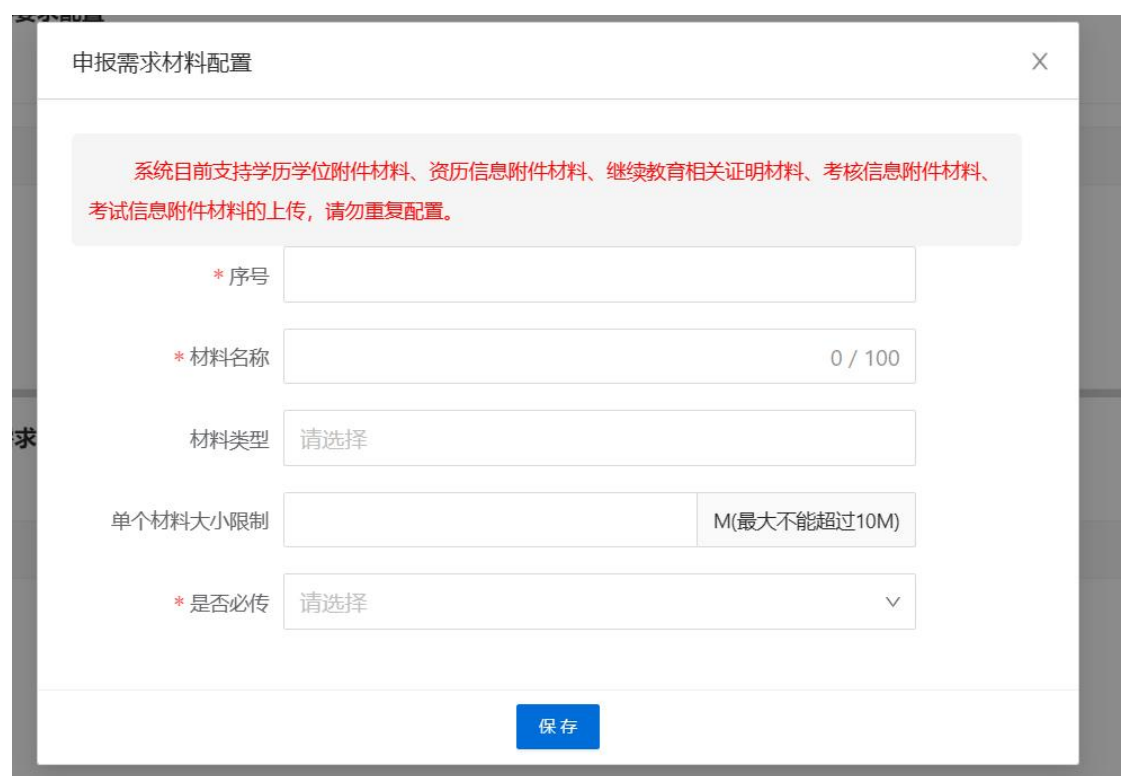 申报需求材料配置
系统目前支持学历学位附件材料、资历信息附件材料、继续教育相关证明材料、考核信息附件材料、
考试信息附件材料的上传，请勿重复配置。
* 序号
* 材料名称 0 / 100
材料类型 请选择
单个材料大小限制 M(最大不能超过10M)
* 是否必传 请选择
求
保存